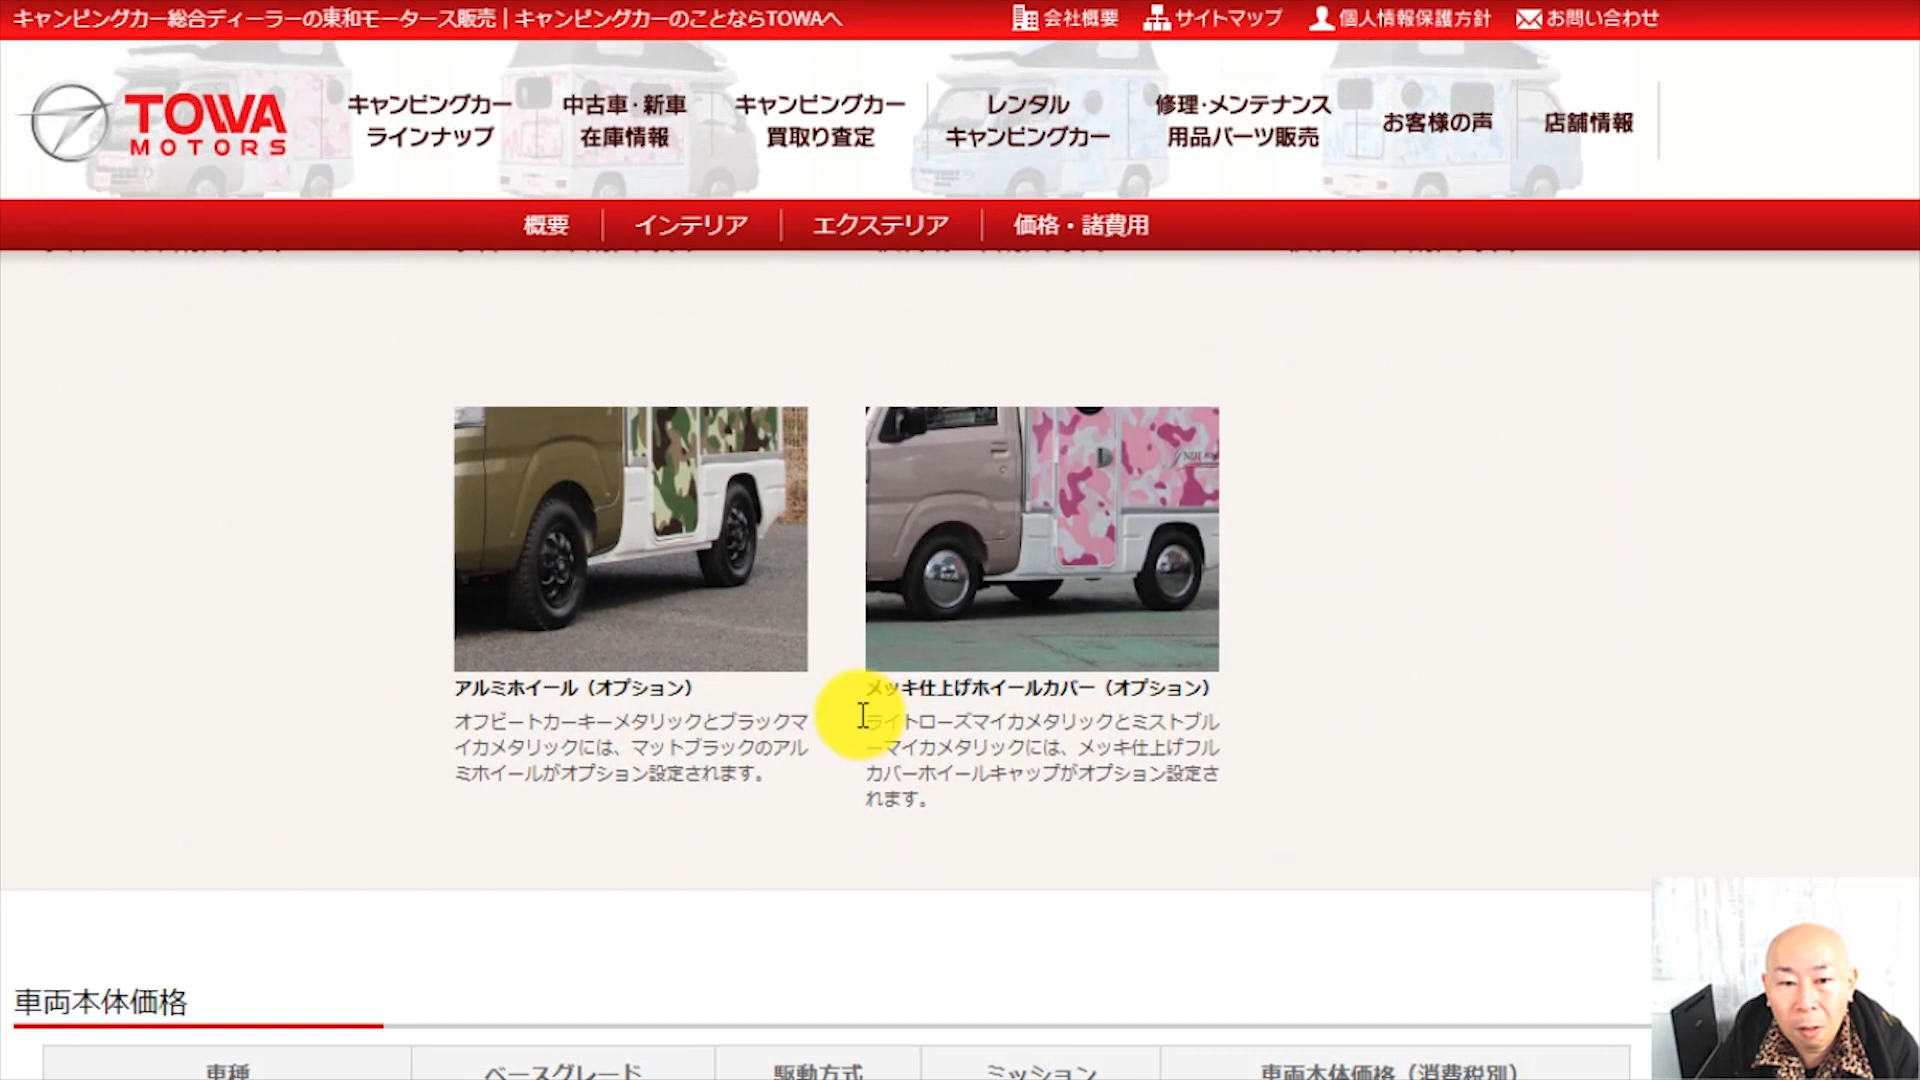 キャンピングカー総合ディーラーの東和モータース販売｜キャンピングカーのことならTOWAへ
会社概要
サイトマップ
個人情報保護方針
お問い合わせ
TOWA
MOTORS
キャンピングカー
ラインナップ
中古車・新車
在庫情報
キャンピングカー
買取り査定
レンタル
キャンピングカー
修理・メンテナンス
用品パーツ販売
お客様の声
店舗情報
概要
インテリア
エクステリア
価格・諸費用
アルミホイール（オプション）
オフビートカーキーメタリックとブラックマ
イカメタリックには、マットブラックのアル
ミホイールがオプション設定されます。
メッキ仕上げホイールカバー（オプション）
ライトローズマイカメタリックとミストブル
ーマイカメタリックには、メッキ仕上げフル
カバーホイールキャップがオプション設定さ
れます。
車両本体価格
車種
ベースグレード
駆動方式
ミッション
車両本体価格（消費税別）